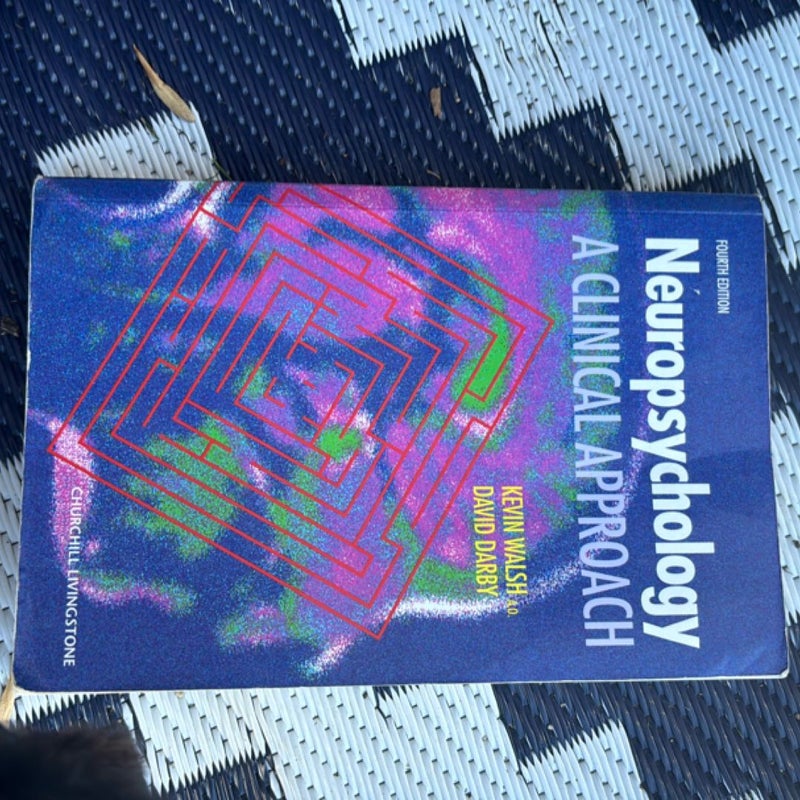 FOURTH EDITION
Neuropsychology
A CLINICAL APPROACH
KEVIN WALSH A.O.
DAVID DARBY
CHURCHILL LIVINGSTONE